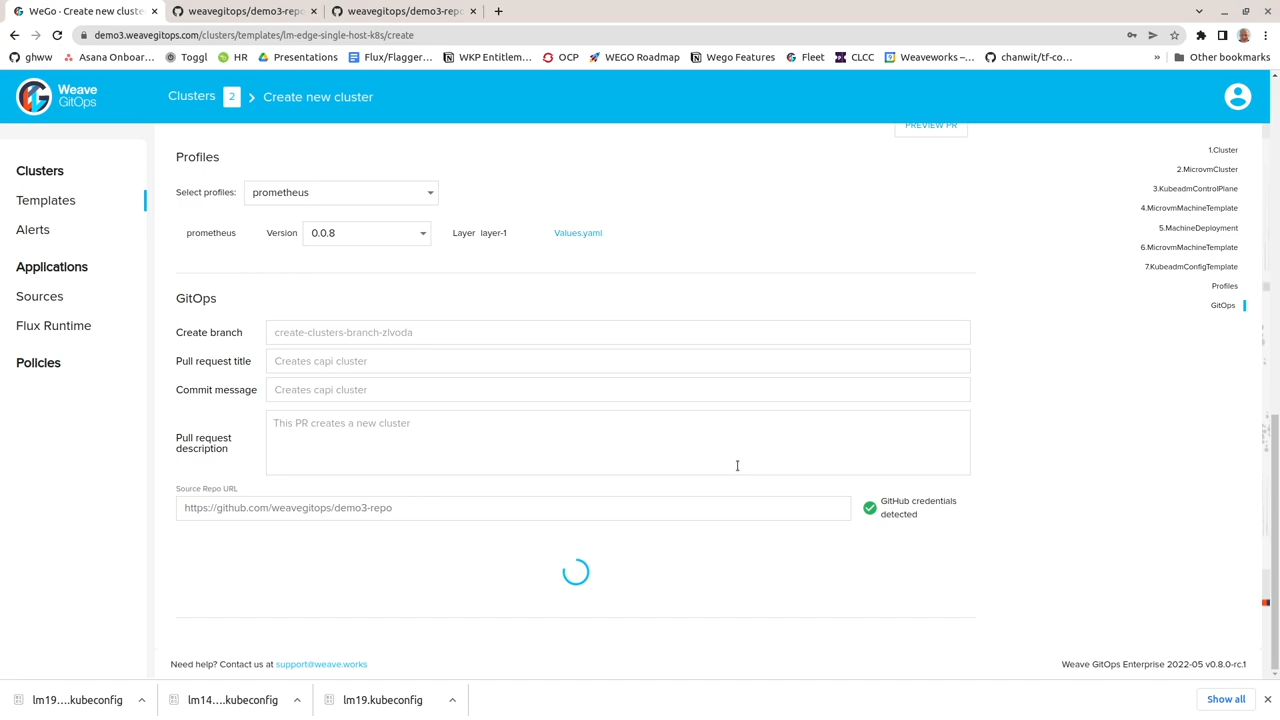 WeGo · Create new cluste
weavegitops/demo3-repo
weavegitops/demo3-repo
demo3.weavegitops.com/clusters/templates/lm-edge-single-host-k8s/create
ghww
Asana Onboar…
Toggl
HR
Presentations
Flux/Flagger…
WKP Entitlem…
OCP
WEGO Roadmap
Wego Features
Fleet
CLCC
Weaveworks –…
chanwit/tf-co…
»
Other bookmarks
Weave
GitOps
Clusters 2 > Create new cluster
Clusters
Templates
Alerts
Applications
Sources
Flux Runtime
Policies
PREVIEW PR
Profiles
Select profiles: prometheus
prometheus Version 0.0.8 Layer layer-1 Values.yaml
GitOps
Create branch create-clusters-branch-zivoda
Pull request title Creates capi cluster
Commit message Creates capi cluster
Pull request
description
This PR creates a new cluster
Source Repo URL
https://github.com/weavegitops/demo3-repo
GitHub credentials
detected
1.Cluster
2.MicrovmCluster
3.KubeadmControlPlane
4.MicrovmMachineTemplate
5.MachineDeployment
6.MicrovmMachineTemplate
7.KubeadmConfigTemplate
Profiles
GitOps
Need help? Contact us at support@weave.works
Weave GitOps Enterprise 2022-05 v0.8.0-rc.1
lm19….kubeconfig
lm14….kubeconfig
lm19.kubeconfig
Show all